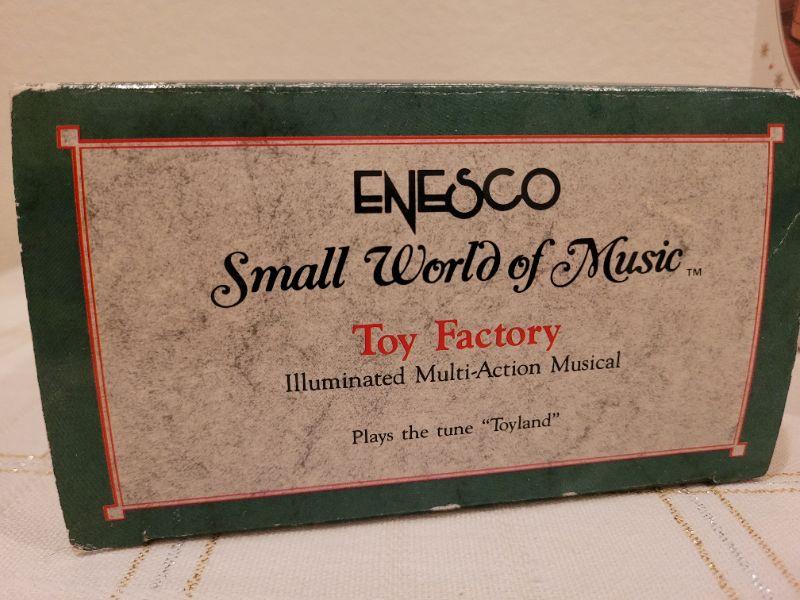 ENESCO
Small World of Music™
Toy Factory
Illuminated Multi-Action Musical
Plays the tune “Toyland”